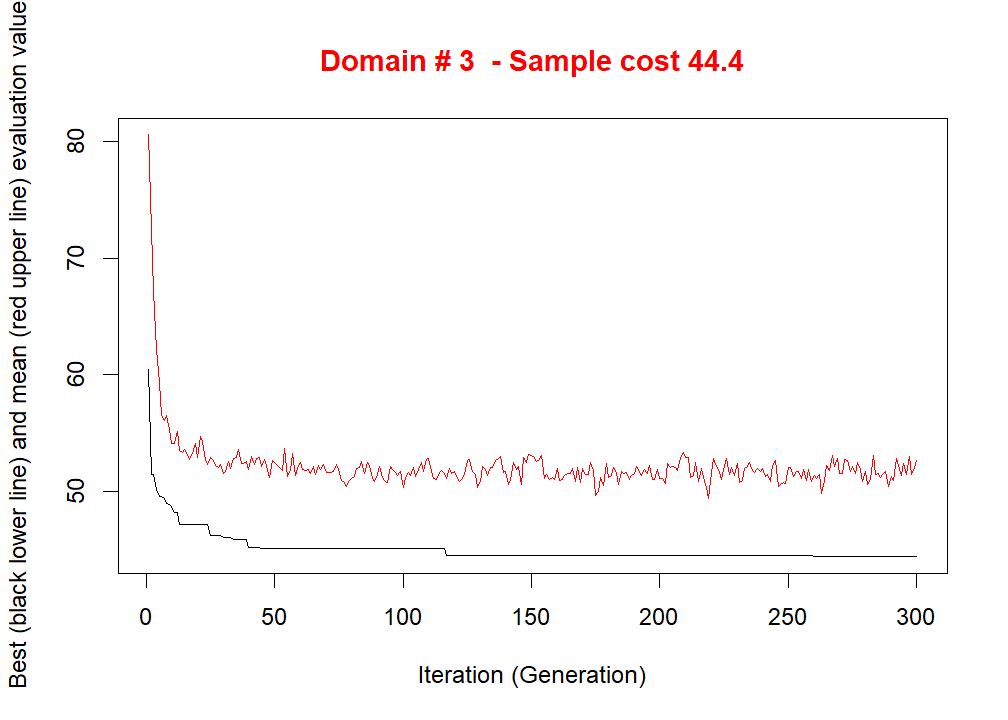 Domain # 3  - Sample cost 44.4
Best (black lower line) and mean (red upper line) evaluation value
80
70
60
50
0 50 100 150 200 250 300
Iteration (Generation)